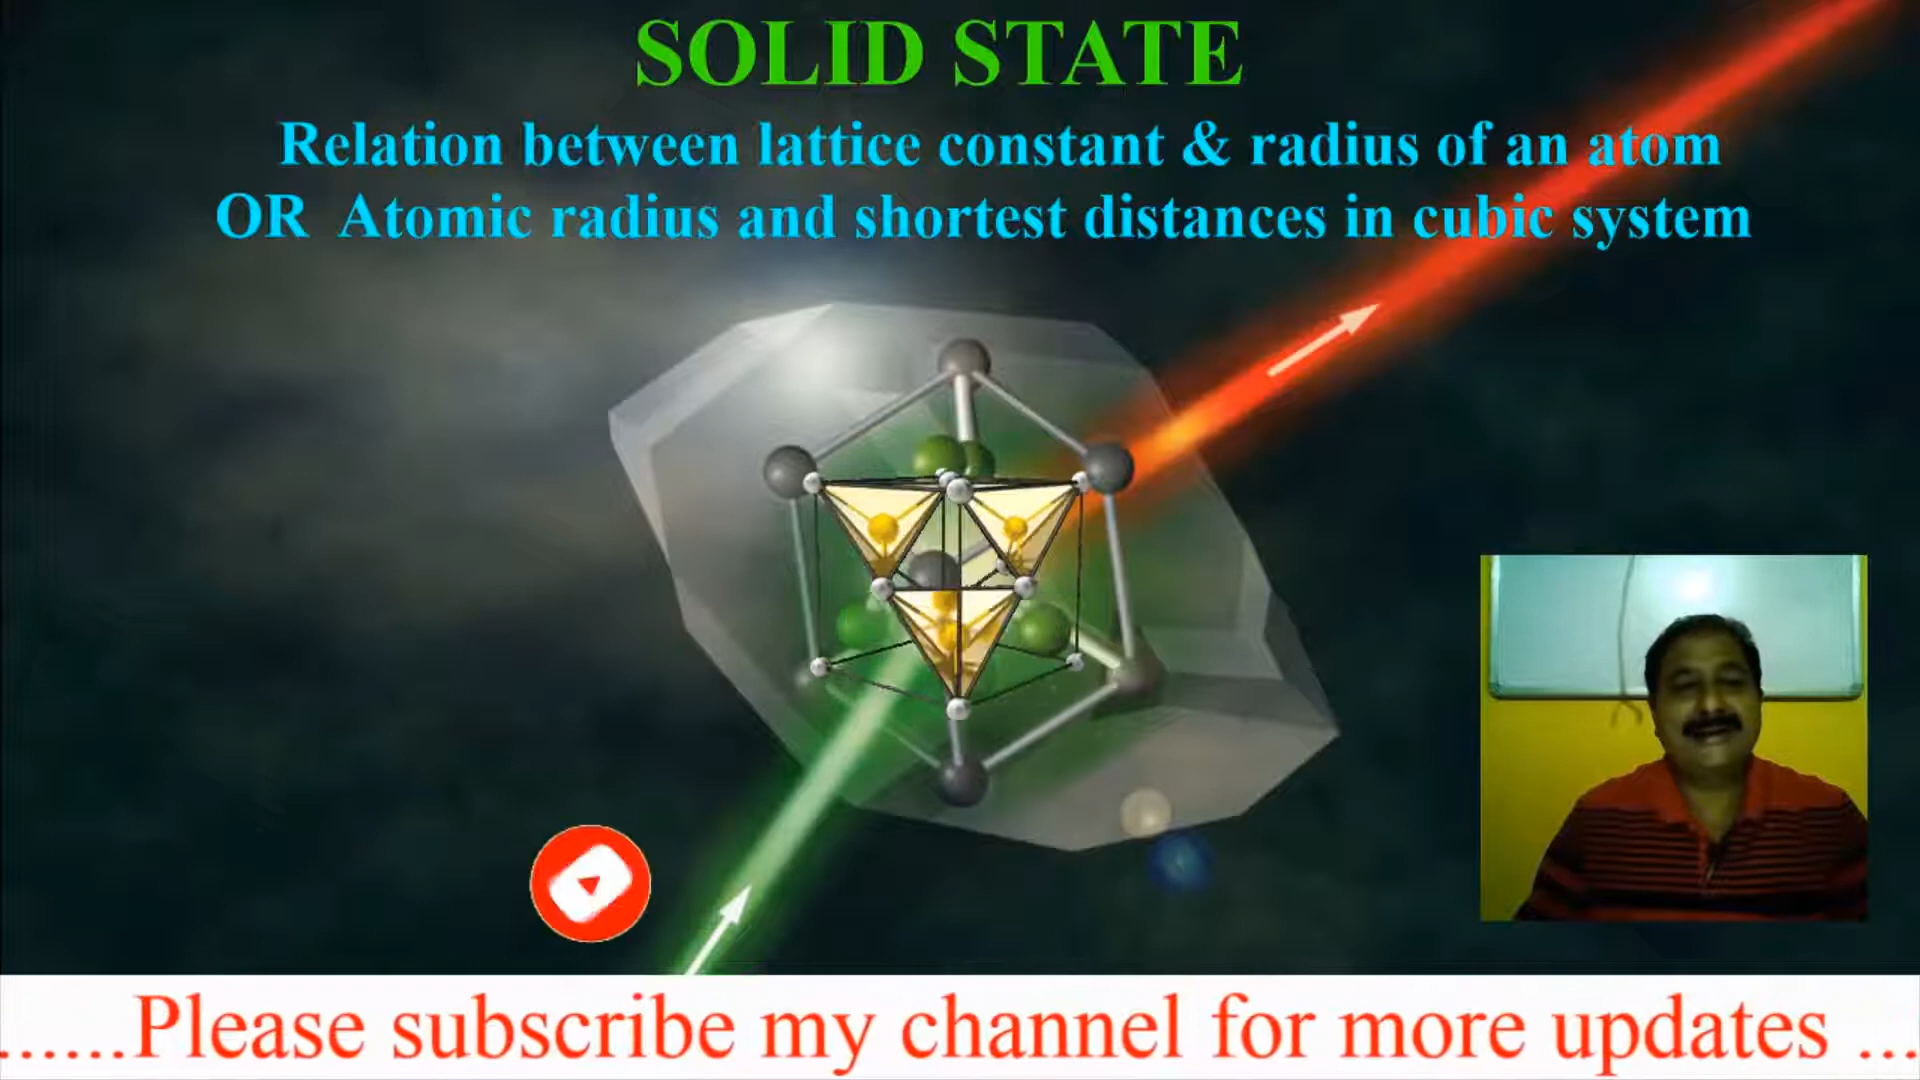 SOLID STATE
Relation between lattice constant & radius of an atom
OR Atomic radius and shortest distances in cubic system
......Please subscribe my channel for more updates ...